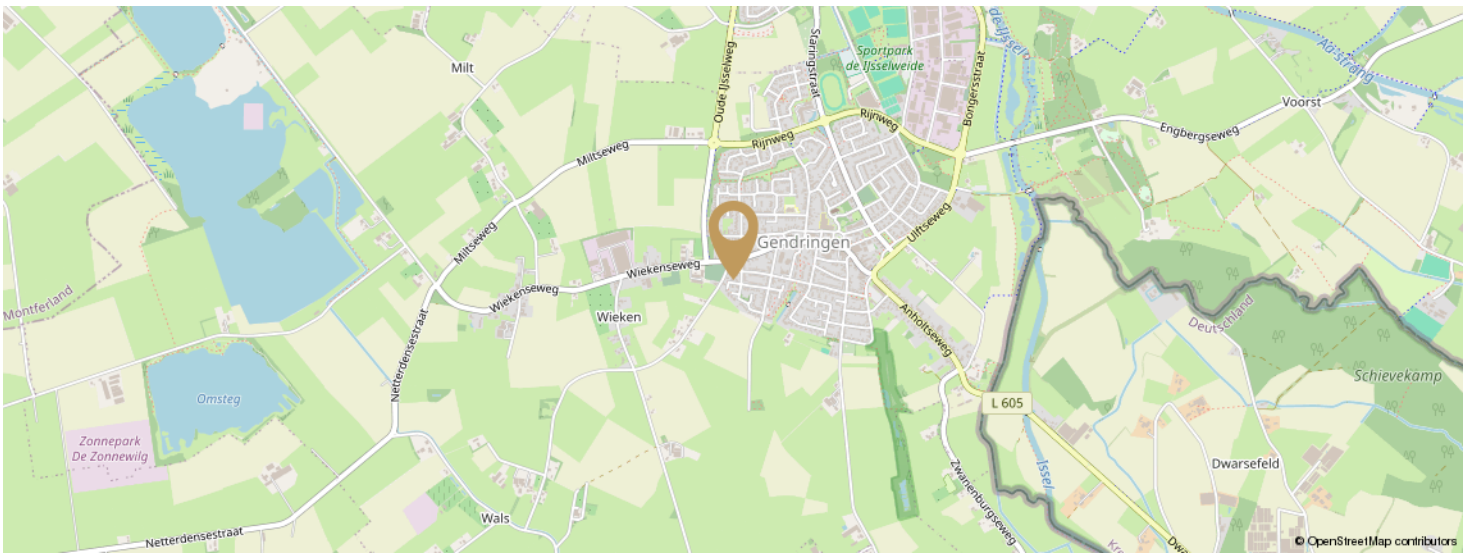 Milt
Oude IJsselweg
Staringstraat
Sportpark
de IJsselweide
de IJssel
Aa-strang
Bongersstraat
Voorst
Engbergseweg
Rijnweg
Rijnweg
Miltseweg
Miltseweg
Ulftseweg
Gendringen
Wiekenseweg
Wiekenseweg
Wieken
Montferland
Netterdensestraat
Anholtseweg
Deutschland
Schievekamp
Omsteg
L 605
Zonnepark
De Zonnewilg
Dwarsefeld
Issel
Zwanenburgseweg
Wals
Netterdensestraat
© OpenStreetMap contributors